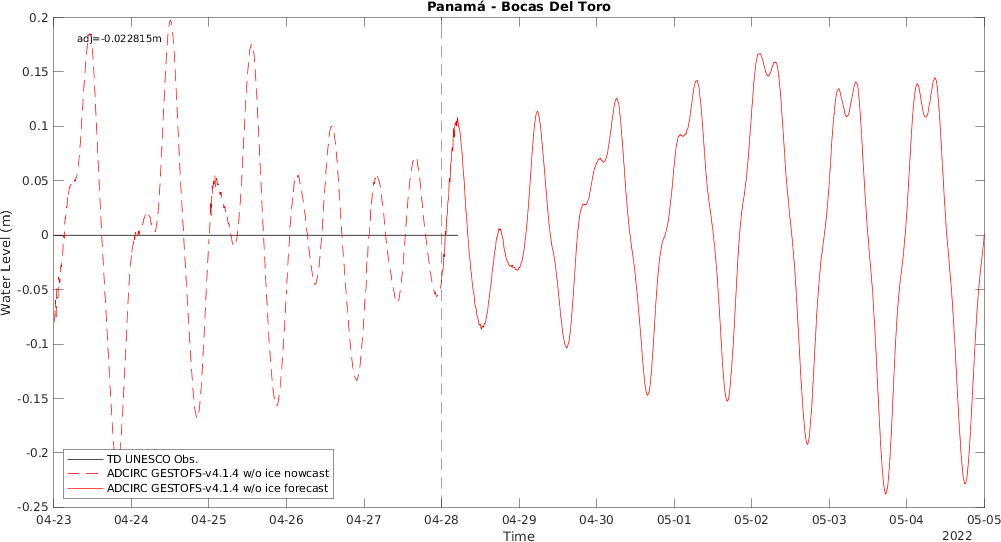 Panamá - Bocas Del Toro
adj=-0.022815m
0.2
0.15
0.1
0.05
0
-0.05
-0.1
-0.15
-0.2
-0.25
Water Level (m)
TD UNESCO Obs.
ADCIRC GESTOFS-v4.1.4 w/o ice nowcast
ADCIRC GESTOFS-v4.1.4 w/o ice forecast
04-23 04-24 04-25 04-26 04-27 04-28 04-29 04-30 05-01 05-02 05-03 05-04 05-05
Time
2022